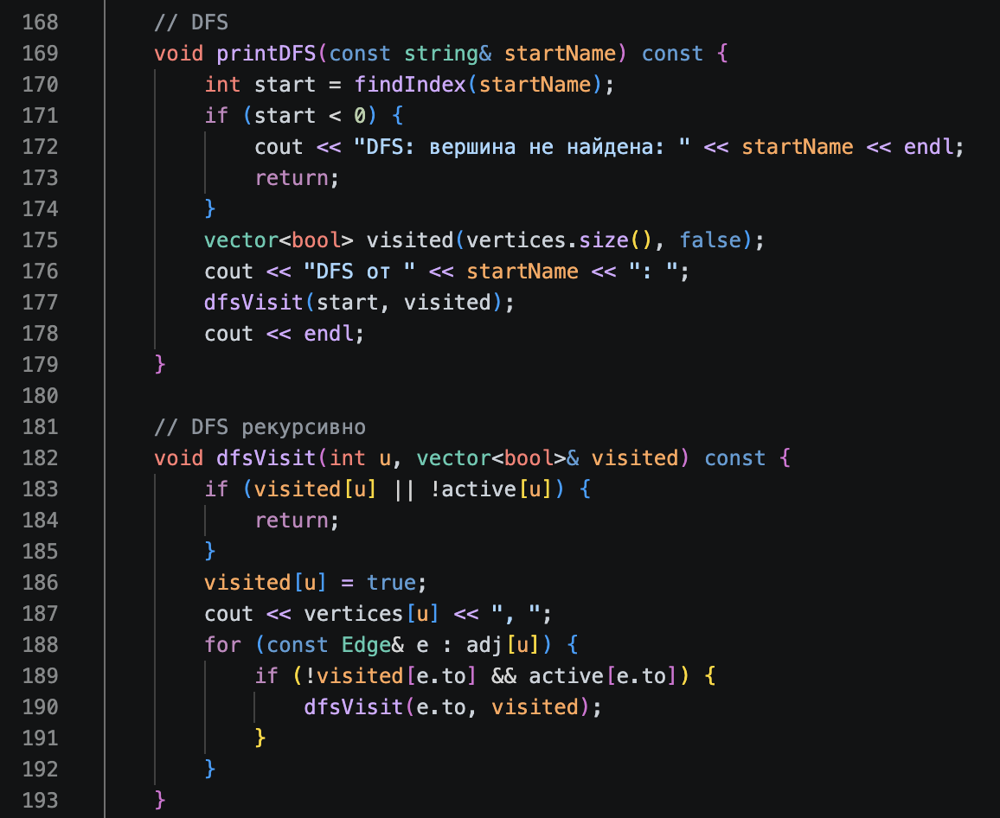 168 // DFS
169 void printDFS(const string& startName) const {
170 int start = findIndex(startName);
171 if (start < 0) {
172 cout << "DFS: вершина не найдена: " << startName << endl;
173 return;
174 }
175 vector<bool> visited(vertices.size(), false);
176 cout << "DFS от " << startName << ": ";
177 dfsVisit(start, visited);
178 cout << endl;
179 }
180
181 // DFS рекурсивно
182 void dfsVisit(int u, vector<bool>& visited) const {
183 if (visited[u] || !active[u]) {
184 return;
185 }
186 visited[u] = true;
187 cout << vertices[u] << ", ";
188 for (const Edge& e : adj[u]) {
189 if (!visited[e.to] && active[e.to]) {
190 dfsVisit(e.to, visited);
191 }
192 }
193 }